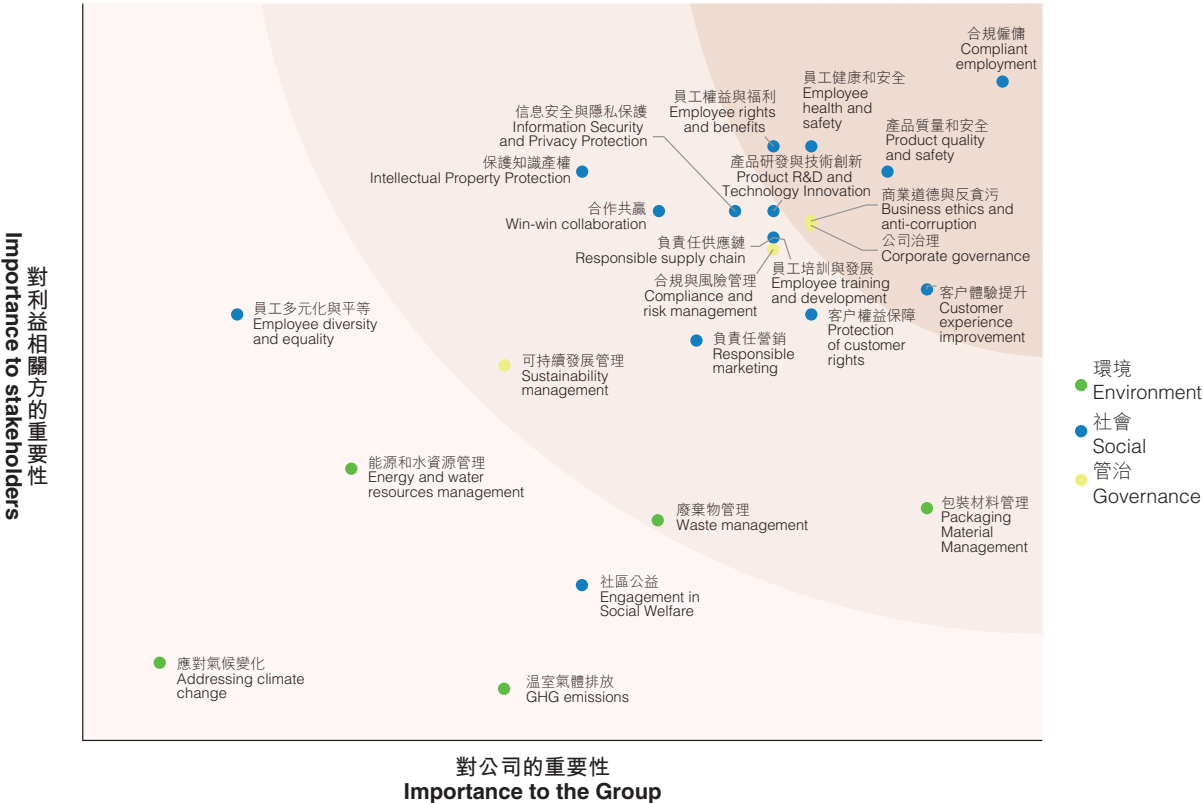 合規僱傭
Compliant
employment
員工健康和安全
Employee
health and
safety
員工權益與福利
Employee rights
and benefits
信息安全與隱私保護
Information Security
and Privacy Protection
產品質量和安全
Product quality
and safety
保護知識產權
Intellectual Property Protection
產品研發與技術創新
Product R&D and
Technology Innovation
商業道德與反貪污
Business ethics and
anti-corruption
合作共贏
Win-win collaboration
公司治理
Corporate governance
負責任供應鏈
Responsible supply chain
員工培訓與發展
Employee training
and development
合規與風險管理
Compliance and
risk management
客户體驗提升
Customer
experience
improvement
員工多元化與平等
Employee diversity
and equality
客户權益保障
Protection
of customer
rights
負責任營銷
Responsible
marketing
可持續發展管理
Sustainability
management
能源和水資源管理
Energy and water
resources management
廢棄物管理
Waste management
包裝材料管理
Packaging
Material
Management
社區公益
Engagement in
Social Welfare
應對氣候變化
Addressing climate
change
温室氣體排放
GHG emissions
對利益相關方的重要性
Importance to stakeholders
對公司的重要性
Importance to the Group
環境
Environment
社會
Social
管治
Governance